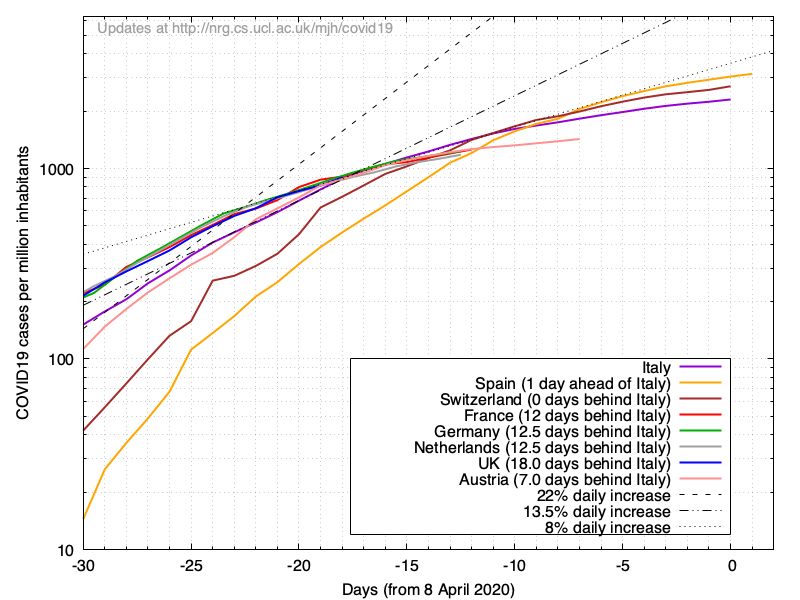 Updates at http://nrg.cs.ucl.ac.uk/mjh/covid19
COVID19 cases per million inhabitants
1000
100
10
Italy
Spain (1 day ahead of Italy)
Switzerland (0 days behind Italy)
France (12 days behind Italy)
Germany (12.5 days behind Italy)
Netherlands (12.5 days behind Italy)
UK (18.0 days behind Italy)
Austria (7.0 days behind Italy)
22% daily increase
13.5% daily increase
8% daily increase
-30 -25 -20 -15 -10 -5 0
Days (from 8 April 2020)